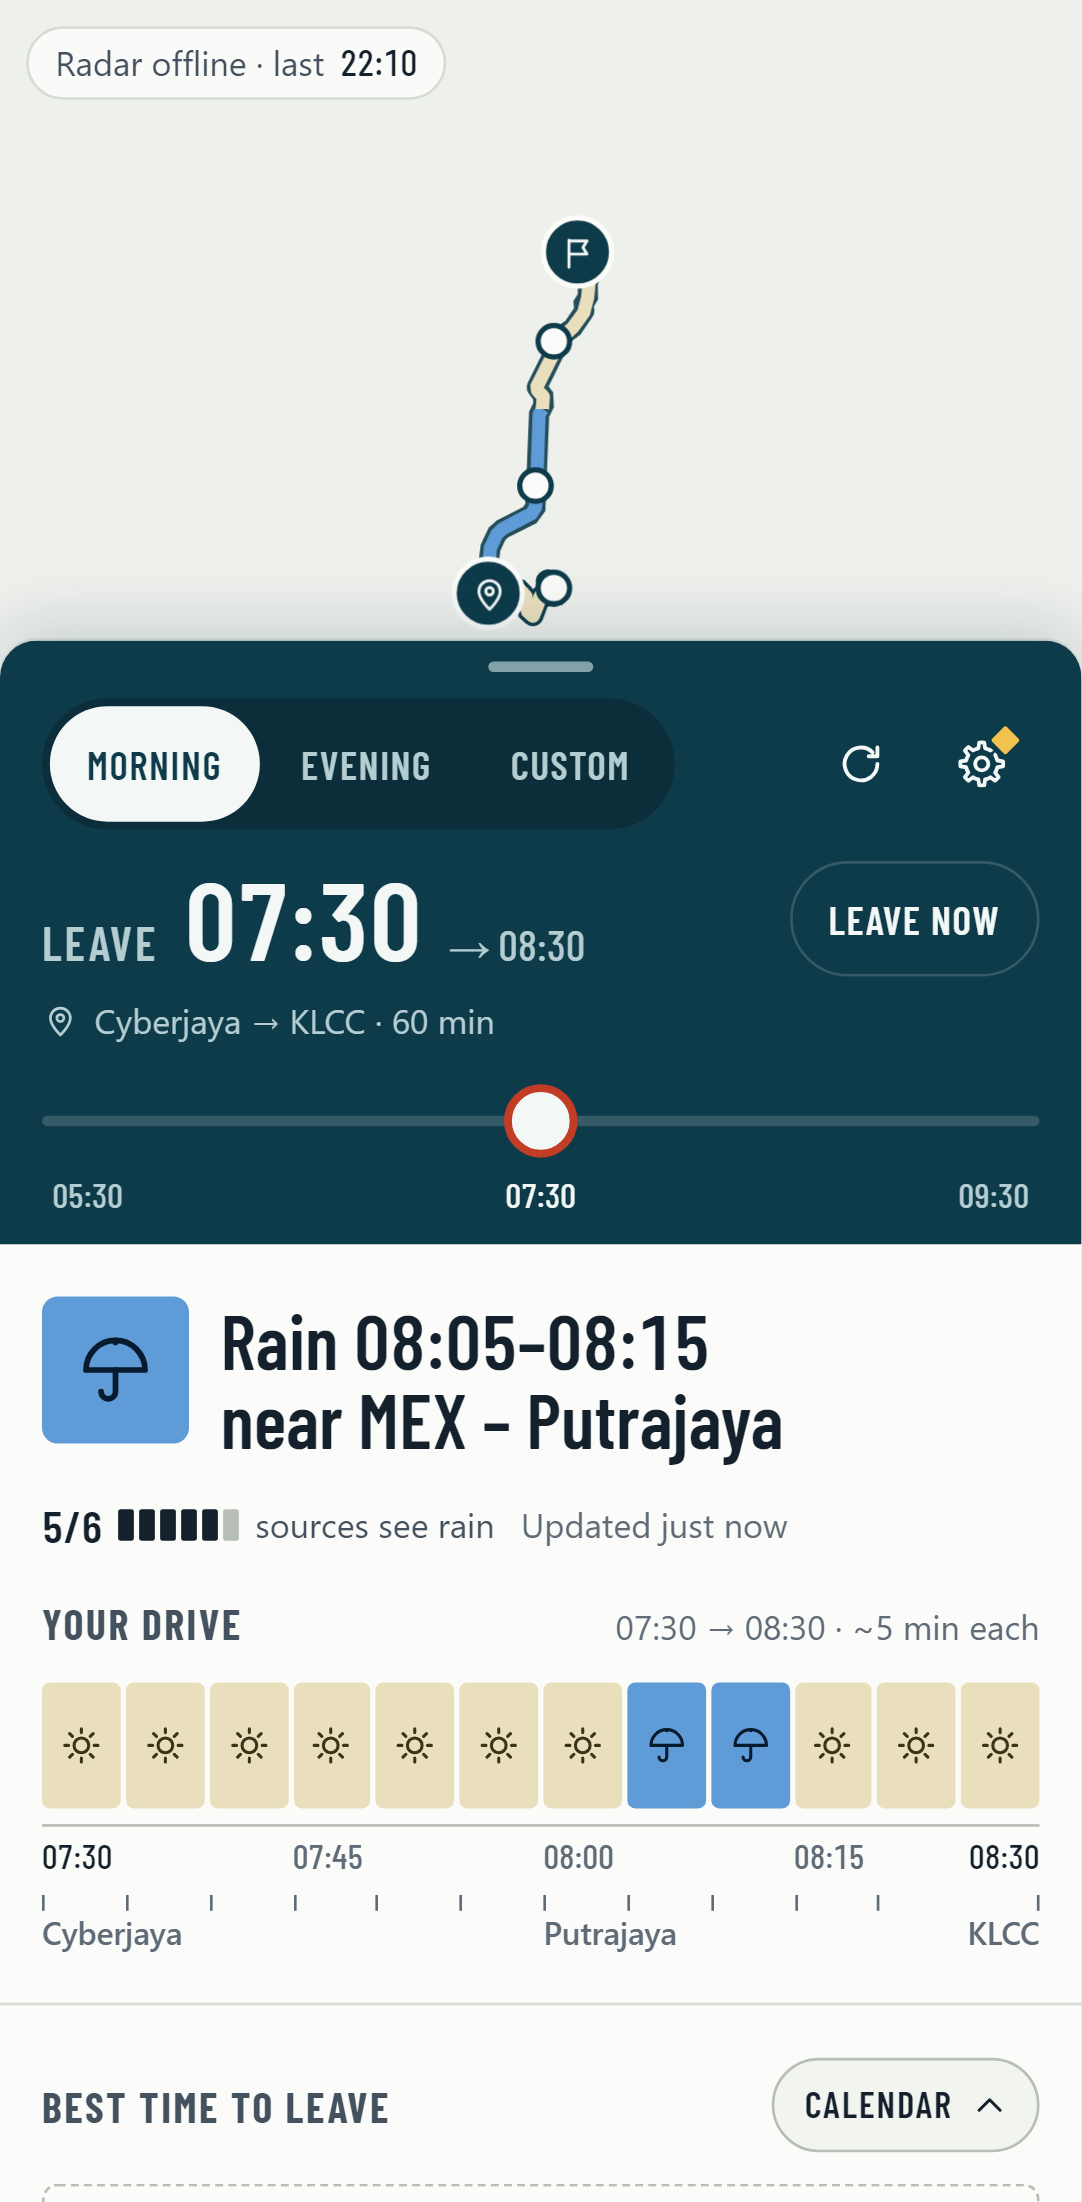 Radar offline · last 22:10
MORNING EVENING CUSTOM
LEAVE 07:30 → 08:30 LEAVE NOW
Cyberjaya → KLCC · 60 min
05:30 07:30 09:30
Rain 08:05–08:15
near MEX – Putrajaya
5/6 sources see rain Updated just now
YOUR DRIVE 07:30 → 08:30 · ~5 min each
07:30 07:45 08:00 08:15 08:30
Cyberjaya Putrajaya KLCC
BEST TIME TO LEAVE CALENDAR